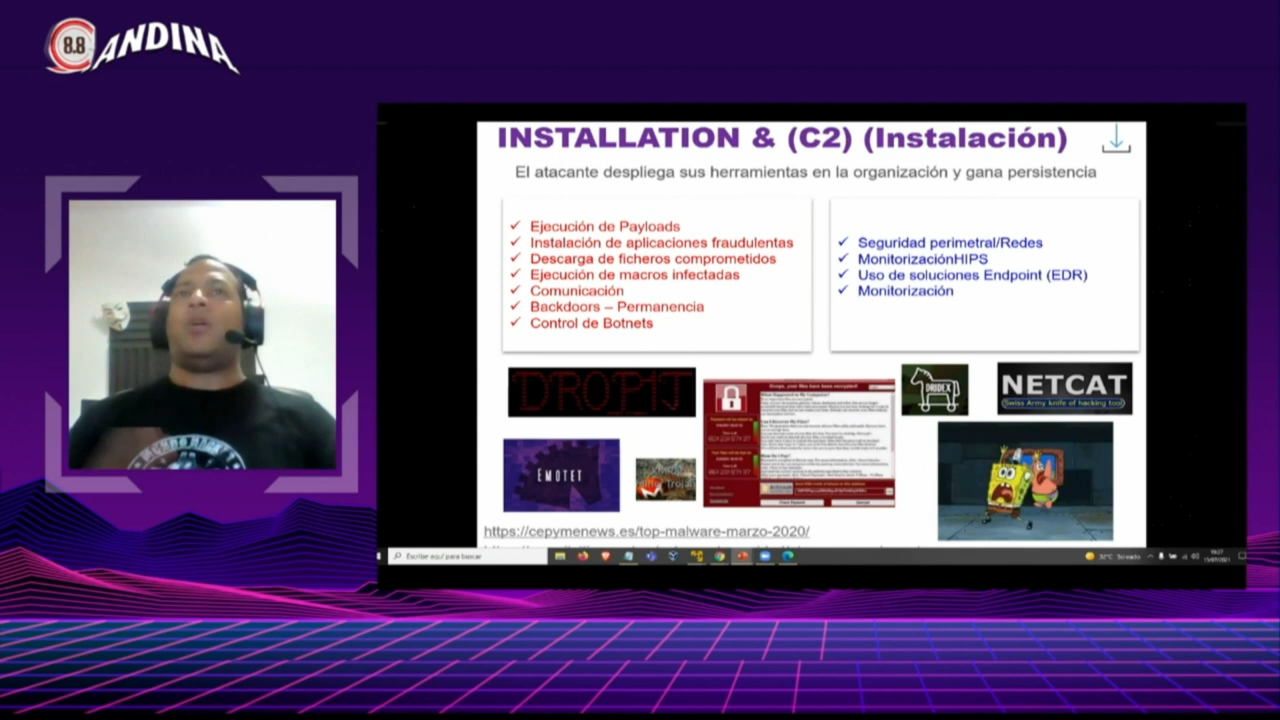 8.8 ANDINA
INSTALLATION & (C2) (Instalación)
El atacante despliega sus herramientas en la organización y gana persistencia
✓ Ejecución de Payloads
✓ Instalación de aplicaciones fraudulentas
✓ Descarga de ficheros comprometidos
✓ Ejecución de macros infectadas
✓ Comunicación
✓ Backdoors – Permanencia
✓ Control de Botnets
✓ Seguridad perimetral/Redes
✓ MonitorizaciónHIPS
✓ Uso de soluciones Endpoint (EDR)
✓ Monitorización
Ooops, your files have been encrypted!
DRIDEX
NETCAT
Swiss Army knife of hacking tool
EMOTET
https://cepymenews.es/top-malware-marzo-2020/
Escribe aquí para buscar
32°C Soleado